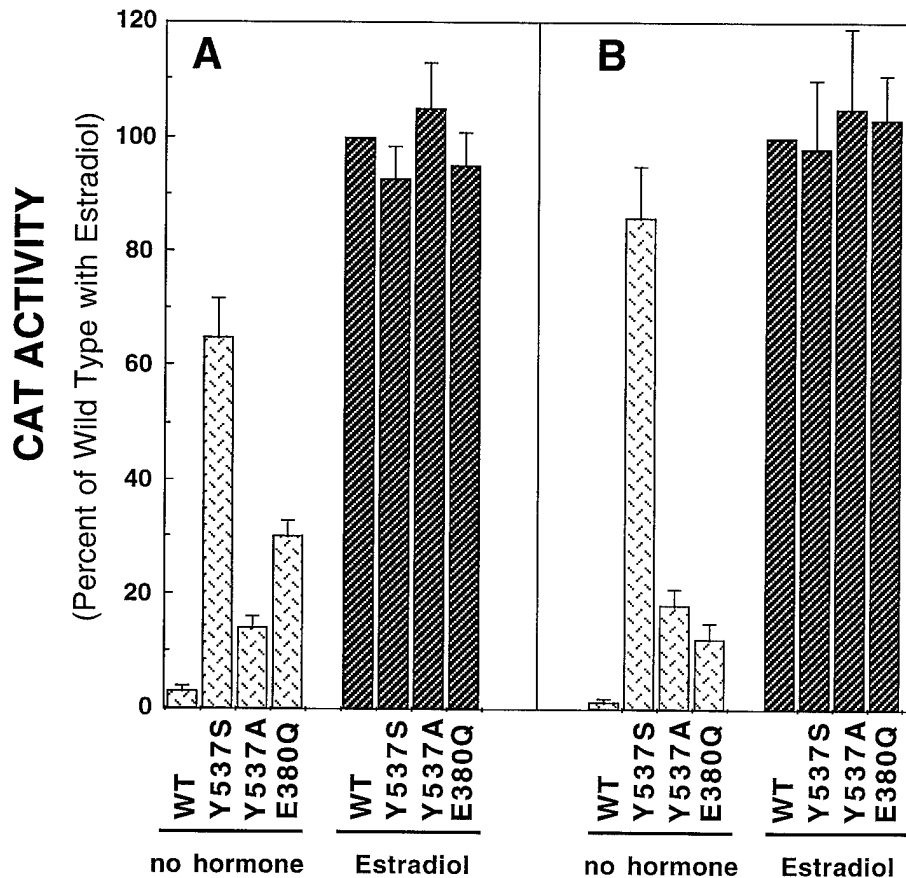 A
B
CAT ACTIVITY
(Percent of Wild Type with Estradiol)
120
100
80
60
40
20
0
WT
Y537S
Y537A
E380Q
WT
Y537S
Y537A
E380Q
WT
Y537S
Y537A
E380Q
WT
Y537S
Y537A
E380Q
no hormone
Estradiol
no hormone
Estradiol